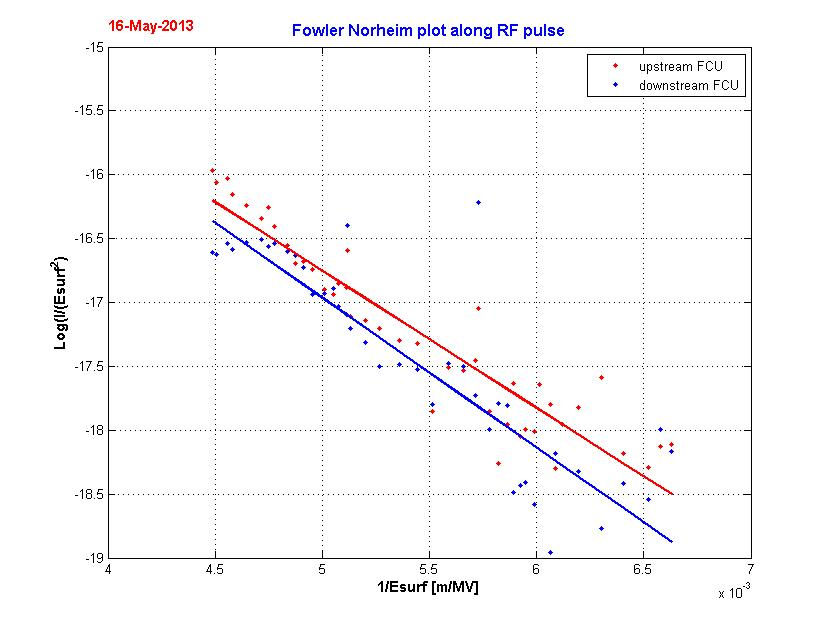 16-May-2013
Fowler Norheim plot along RF pulse
upstream FCU
downstream FCU
-15
-15.5
-16
-16.5
-17
-17.5
-18
-18.5
-19
Log(I/(Esurf²)
4
4.5
5
5.5
6
6.5
7
1/Esurf [m/MV]
x 10⁻³